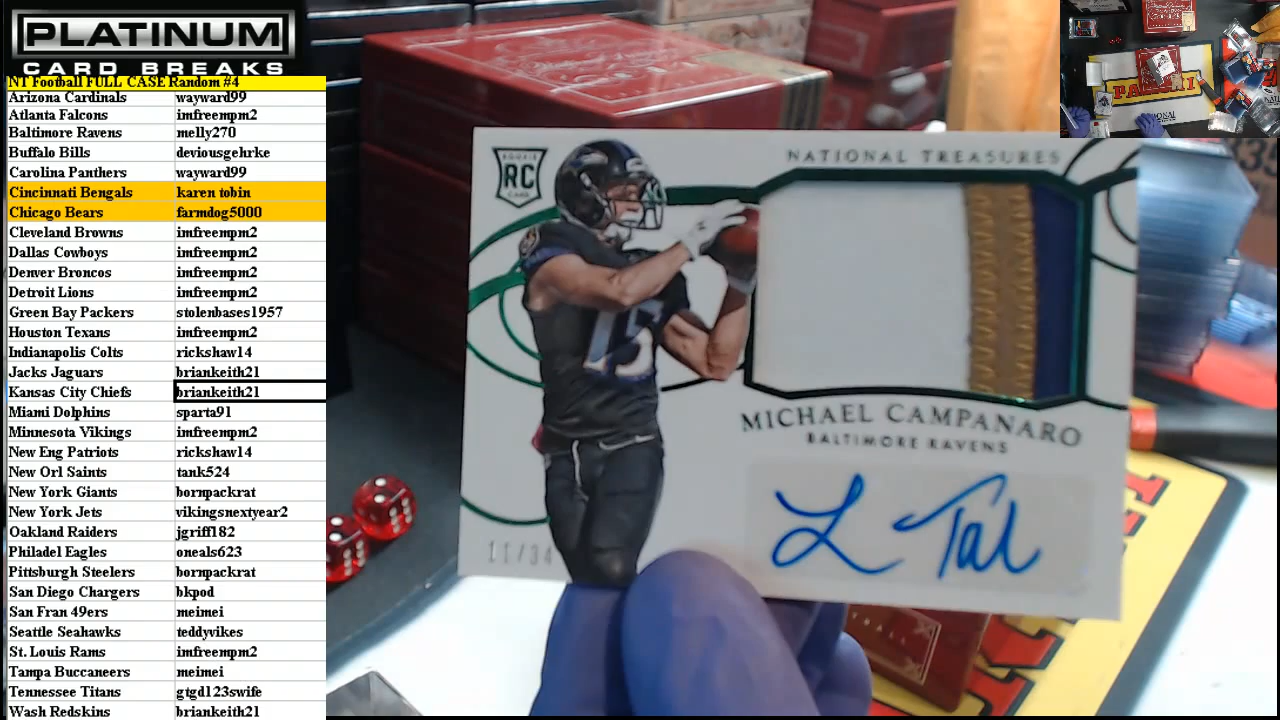 PLATINUM
CARD BREAKS
NT Football FULL CASE Random #4
Arizona Cardinals wayward99
Atlanta Falcons imfreempm2
Baltimore Ravens melly270
Buffalo Bills deviousgehrke
Carolina Panthers wayward99
Cincinnati Bengals karen tobin
Chicago Bears farmdog5000
Cleveland Browns imfreempm2
Dallas Cowboys imfreempm2
Denver Broncos imfreempm2
Detroit Lions imfreempm2
Green Bay Packers stolenbases1957
Houston Texans imfreempm2
Indianapolis Colts rickshaw14
Jacks Jaguars briankeith21
Kansas City Chiefs briankeith21
Miami Dolphins sparta91
Minnesota Vikings imfreempm2
New Eng Patriots rickshaw14
New Orl Saints tank524
New York Giants bornpackrat
New York Jets vikingsnextyear2
Oakland Raiders jgriff182
Philadel Eagles oneals623
Pittsburgh Steelers bornpackrat
San Diego Chargers bkpod
San Fran 49ers meimei
Seattle Seahawks teddyvikes
St. Louis Rams imfreempm2
Tampa Buccaneers meimei
Tennessee Titans gtgd123swife
Wash Redskins briankeith21
ROOKIE
RC
CARD
NATIONAL TREASURES
15
MICHAEL CAMPANARO
BALTIMORE RAVENS
11/34
PANINI